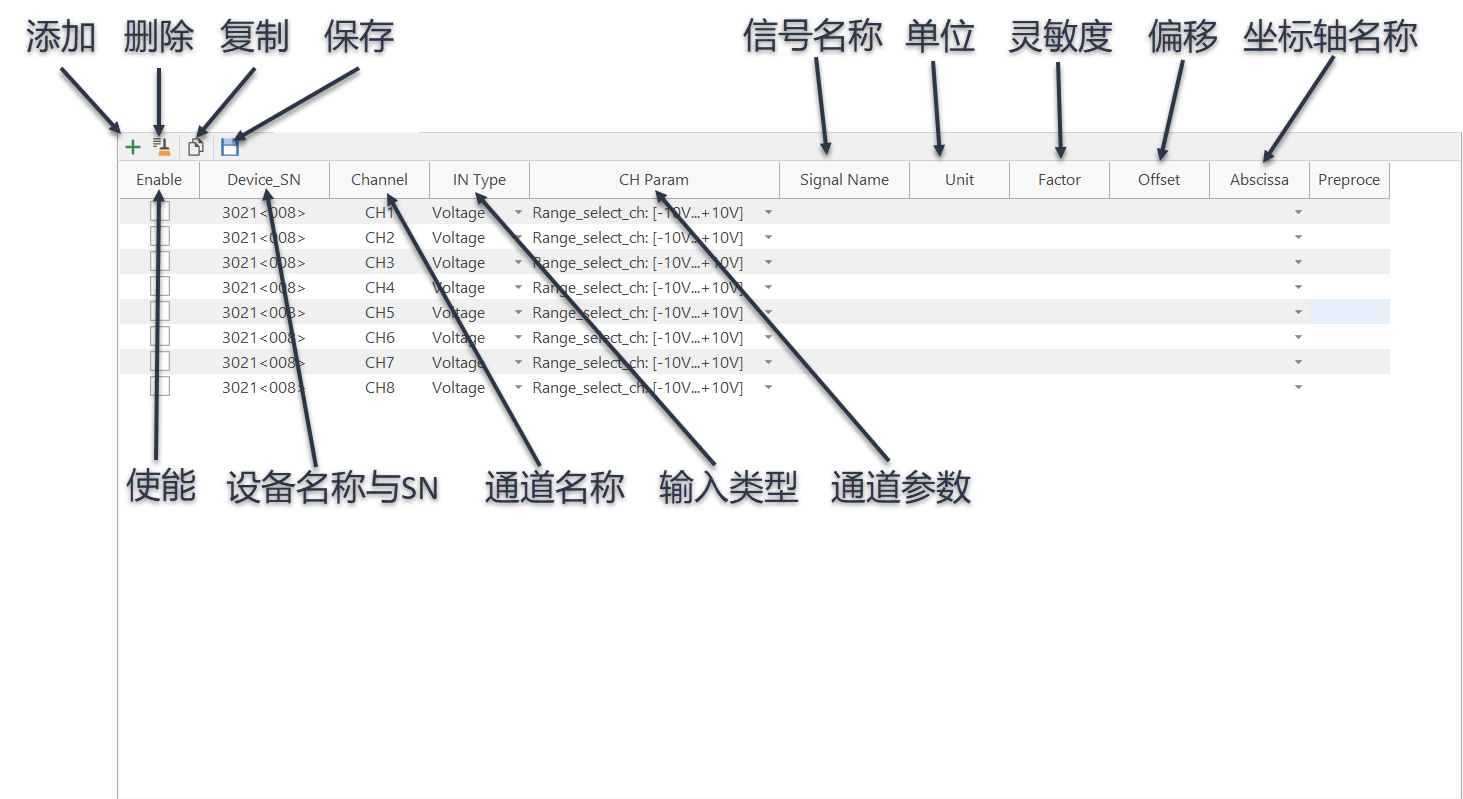 添加 删除 复制 保存 信号名称 单位 灵敏度 偏移 坐标轴名称
Enable Device_SN Channel IN Type CH Param Signal Name Unit Factor Offset Abscissa Preproce
3021<008> CH1 Voltage Range_select_ch: [-10V...+10V]
3021<008> CH2 Voltage Range_select_ch: [-10V...+10V]
3021<008> CH3 Voltage Range_select_ch: [-10V...+10V]
3021<008> CH4 Voltage Range_select_ch: [-10V...+10V]
3021<008> CH5 Voltage Range_select_ch: [-10V...+10V]
3021<008> CH6 Voltage Range_select_ch: [-10V...+10V]
3021<008> CH7 Voltage Range_select_ch: [-10V...+10V]
3021<008> CH8 Voltage Range_select_ch: [-10V...+10V]
使能 设备名称与SN 通道名称 输入类型 通道参数